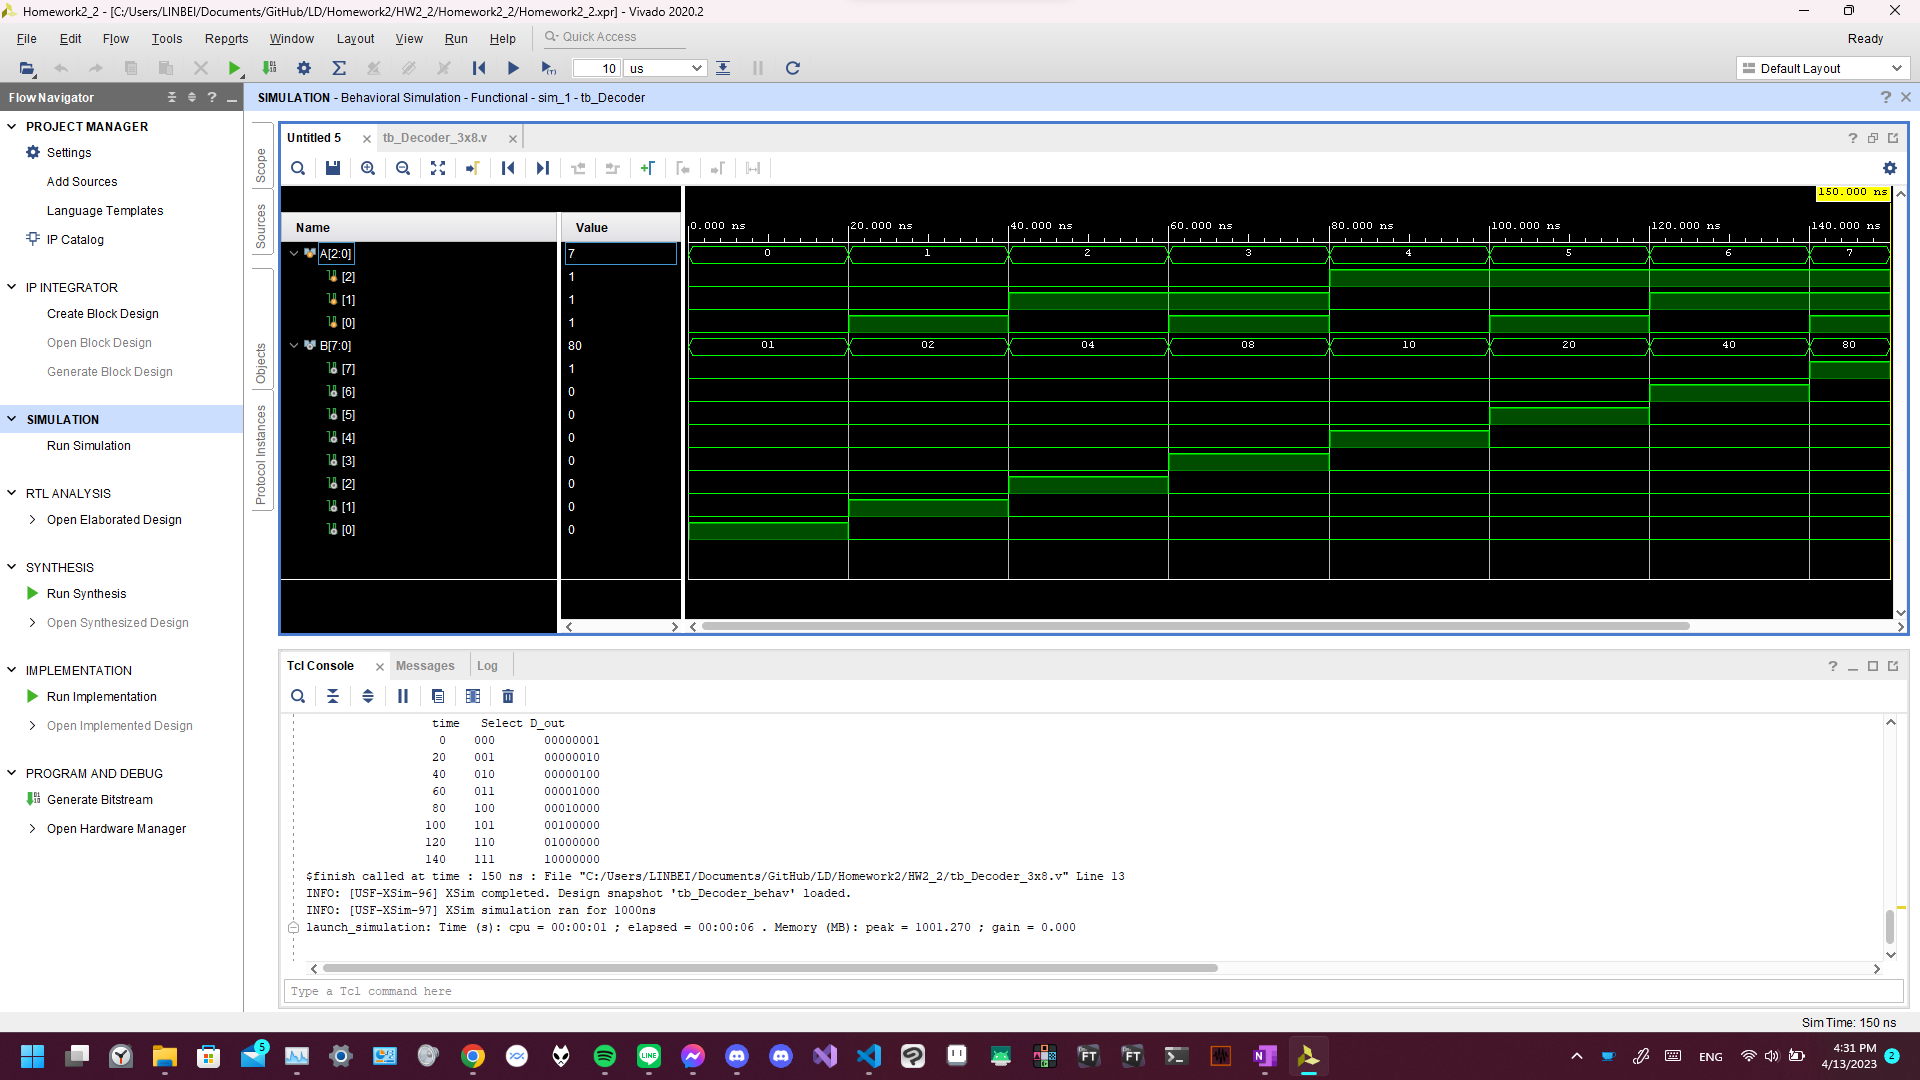 Homework2_2 - [C:/Users/LINBEI/Documents/GitHub/LD/Homework2/HW2_2/Homework2_2/Homework2_2.xpr] - Vivado 2020.2
File Edit Flow Tools Reports Window Layout View Run Help Quick Access Ready
10 us Default Layout
Flow Navigator
SIMULATION - Behavioral Simulation - Functional - sim_1 - tb_Decoder
PROJECT MANAGER
Settings
Add Sources
Language Templates
IP Catalog
IP INTEGRATOR
Create Block Design
Open Block Design
Generate Block Design
SIMULATION
Run Simulation
RTL ANALYSIS
Open Elaborated Design
SYNTHESIS
Run Synthesis
Open Synthesized Design
IMPLEMENTATION
Run Implementation
Open Implemented Design
PROGRAM AND DEBUG
Generate Bitstream
Open Hardware Manager
Scope
Sources
Objects
Protocol Instances
Untitled 5 tb_Decoder_3x8.v
150.000 ns
Name Value 0.000 ns 20.000 ns 40.000 ns 60.000 ns 80.000 ns 100.000 ns 120.000 ns 140.000 ns
A[2:0] 7 0 1 2 3 4 5 6 7
[2] 1
[1] 1
[0] 1
B[7:0] 80 01 02 04 08 10 20 40 80
[7] 1
[6] 0
[5] 0
[4] 0
[3] 0
[2] 0
[1] 0
[0] 0
Tcl Console Messages Log
time Select D_out
0 000 00000001
20 001 00000010
40 010 00000100
60 011 00001000
80 100 00010000
100 101 00100000
120 110 01000000
140 111 10000000
$finish called at time : 150 ns : File "C:/Users/LINBEI/Documents/GitHub/LD/Homework2/HW2_2/tb_Decoder_3x8.v" Line 13
INFO: [USF-XSim-96] XSim completed. Design snapshot 'tb_Decoder_behav' loaded.
INFO: [USF-XSim-97] XSim simulation ran for 1000ns
launch_simulation: Time (s): cpu = 00:00:01 ; elapsed = 00:00:06 . Memory (MB): peak = 1001.270 ; gain = 0.000
Type a Tcl command here
Sim Time: 150 ns
5
LINE
FT
FT
ENG
4:31 PM
4/13/2023
2